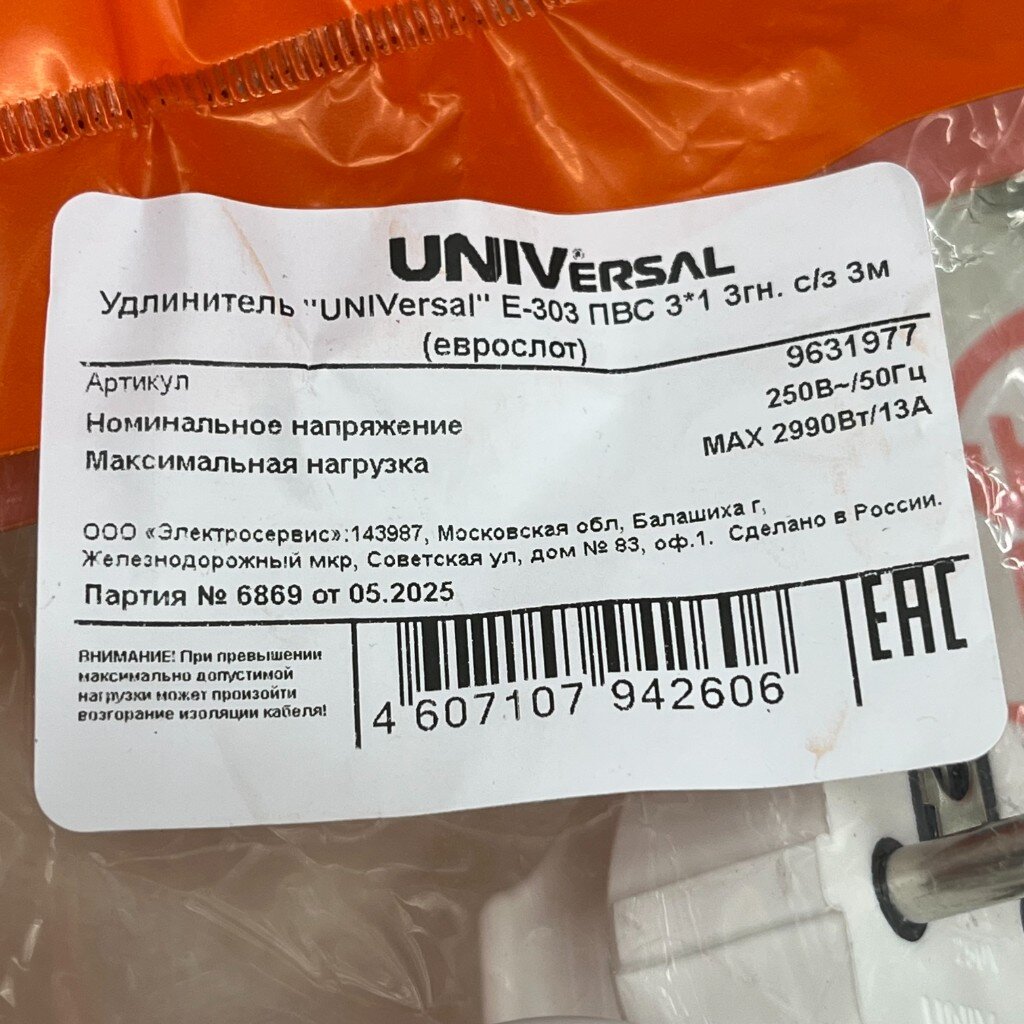 UNIVERSAL
Удлинитель "UNIVersal" Е-303 ПВС 3*1 3гн. с/з 3м
(еврослот)
Артикул 9631977
Номинальное напряжение 250В~/50Гц
Максимальная нагрузка MAX 2990Вт/13А
ООО «Электросервис»:143987, Московская обл, Балашиха г,
Железнодорожный мкр, Советская ул, дом № 83, оф.1. Сделано в России.
Партия № 6869 от 05.2025
ВНИМАНИЕ! При превышении
максимально допустимой
нагрузки может произойти
возгорание изоляции кабеля!
4 607107 942606
ЕАС